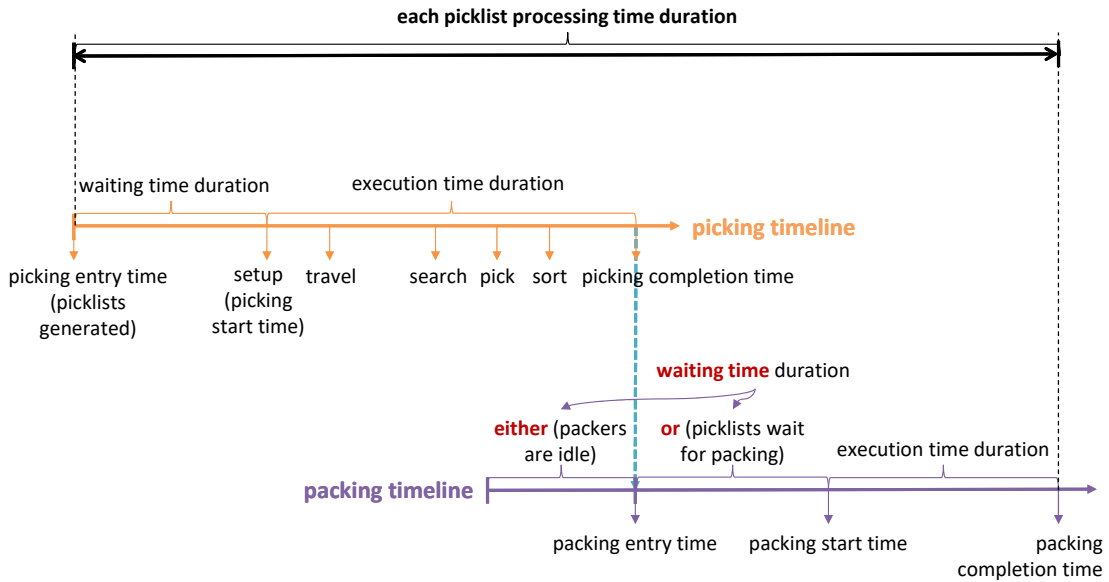 each picklist processing time duration
waiting time duration
execution time duration
picking timeline
picking entry time
(picklists
generated)
setup
(picking
start time)
travel
search
pick
sort
picking completion time
waiting time duration
either (packers
are idle)
or (picklists wait
for packing)
execution time duration
packing timeline
packing entry time
packing start time
packing
completion time